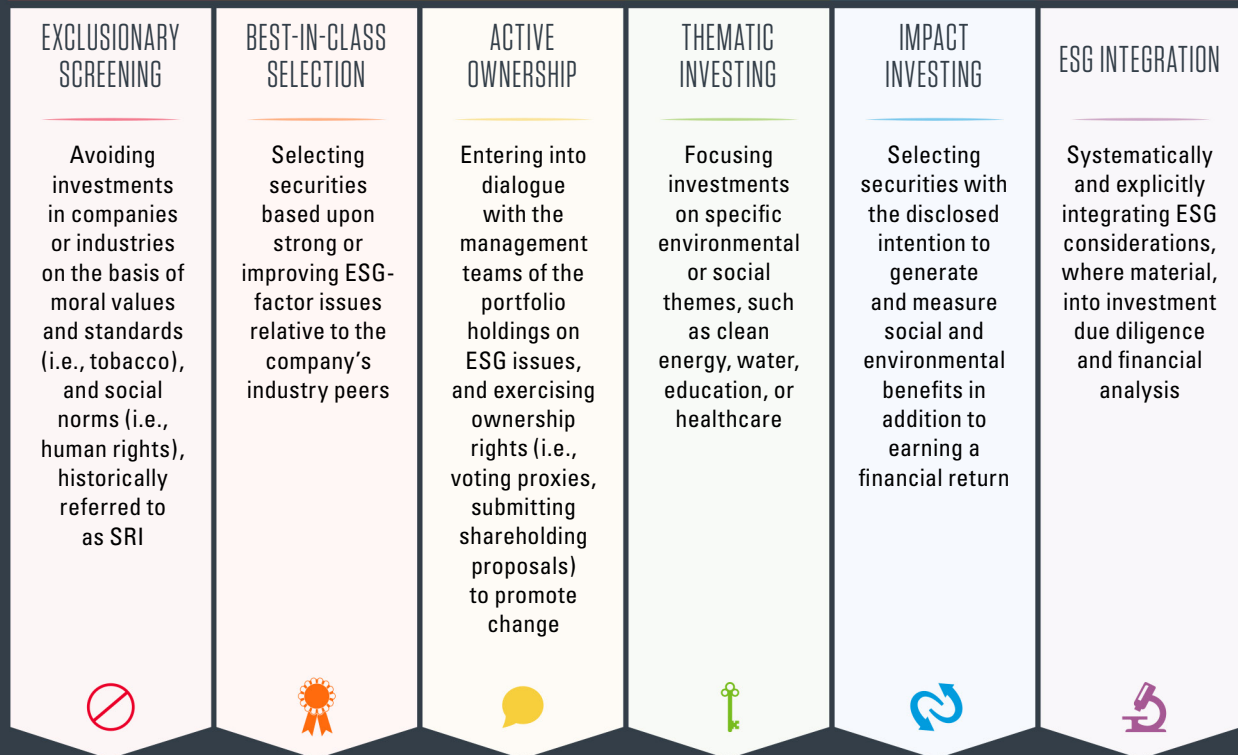 EXCLUSIONARY
SCREENING
Avoiding
investments
in companies
or industries
on the basis of
moral values
and standards
(i.e., tobacco),
and social
norms (i.e.,
human rights),
historically
referred to
as SRI
BEST-IN-CLASS
SELECTION
Selecting
securities
based upon
strong or
improving ESG-
factor issues
relative to the
company’s
industry peers
ACTIVE
OWNERSHIP
Entering into
dialogue
with the
management
teams of the
portfolio
holdings on
ESG issues,
and exercising
ownership
rights (i.e.,
voting proxies,
submitting
shareholding
proposals)
to promote
change
THEMATIC
INVESTING
Focusing
investments
on specific
environmental
or social
themes, such
as clean
energy, water,
education, or
healthcare
IMPACT
INVESTING
Selecting
securities with
the disclosed
intention to
generate
and measure
social and
environmental
benefits in
addition to
earning a
financial return
ESG INTEGRATION
Systematically
and explicitly
integrating ESG
considerations,
where material,
into investment
due diligence
and financial
analysis